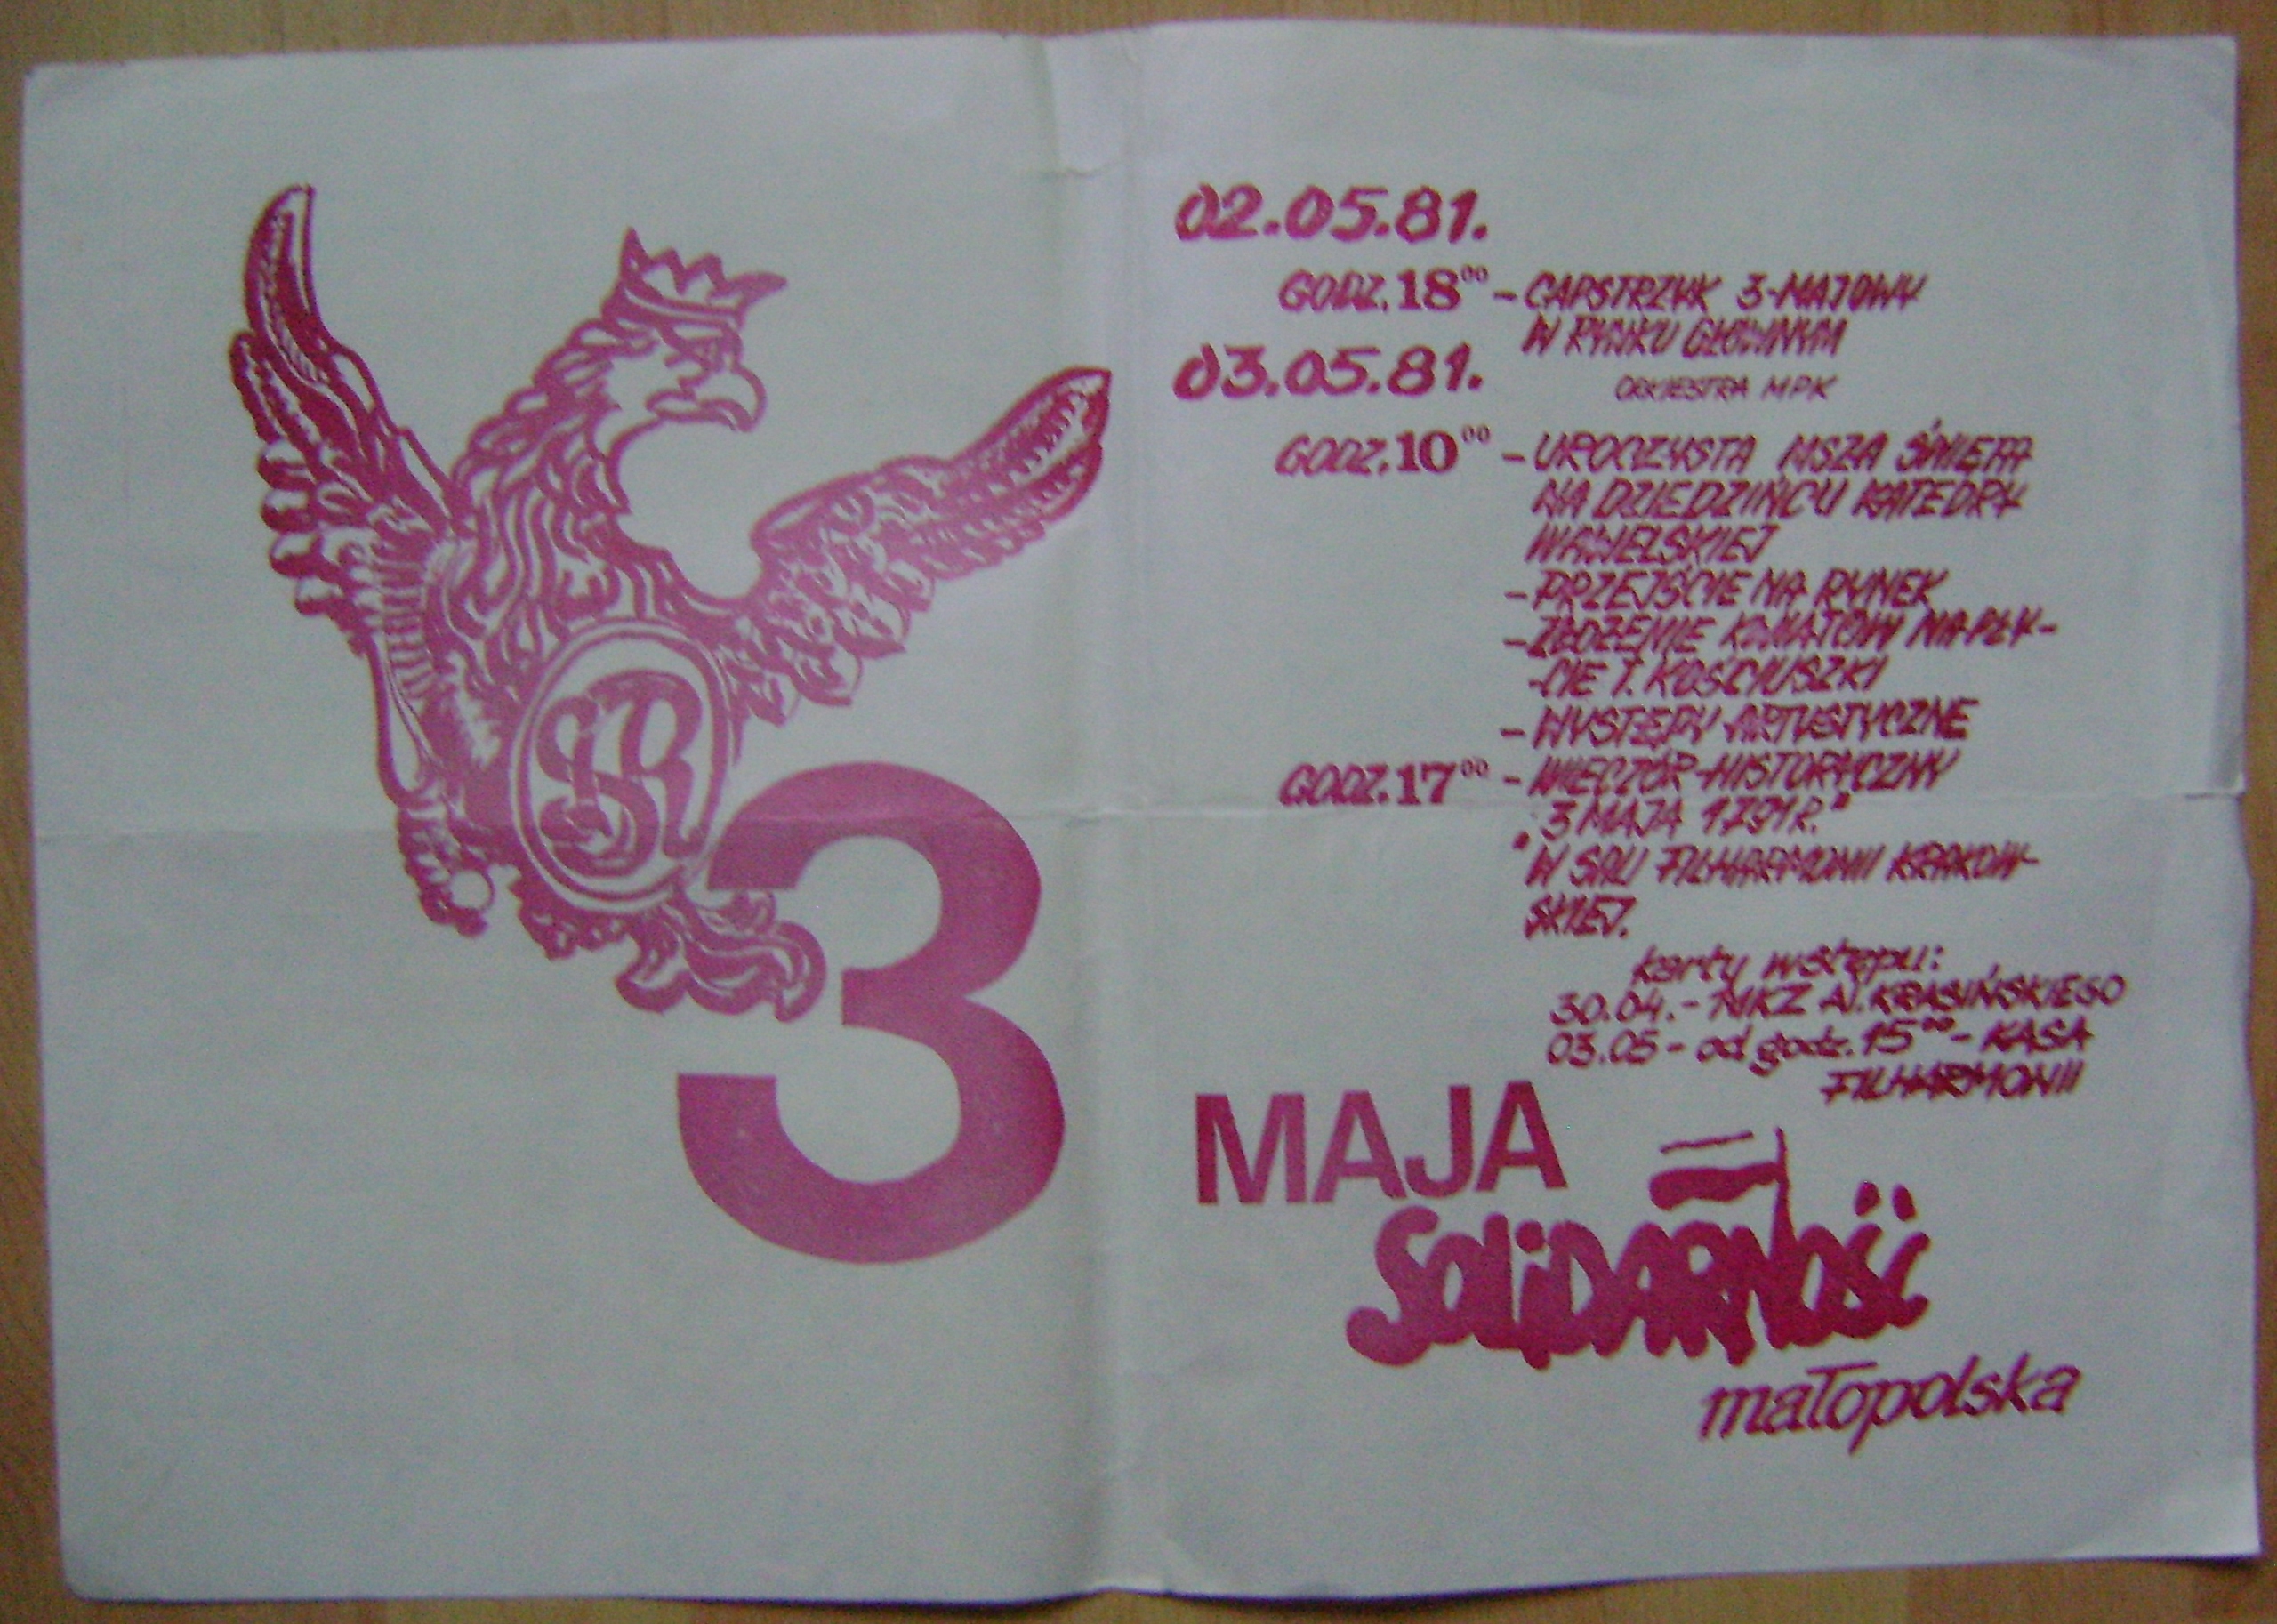 02.05.81.
GODZ. 18⁰⁰ – CAPSTRZYK 3-MAJOWY
W RYNKU GŁÓWNYM
ORKIESTRA MPK
03.05.81.
GODZ. 10⁰⁰ – UROCZYSTA MSZA ŚWIĘTA
NA DZIEDZIŃCU KATEDRY
WAWELSKIEJ
– PRZEJŚCIE NA RYNEK
– ZŁOŻENIE KWIATÓW NA PŁY-
-CIE T. KOŚCIUSZKI
– WYSTĘPY ARTYSTYCZNE
GODZ. 17⁰⁰ – WIECZÓR HISTORYCZNY
"3 MAJA 1791 R."
W SALI FILHARMONII KRAKOW-
SKIEJ.
karty wstępu:
30.04. – MKZ Al. KRASIŃSKIEGO
03.05 – od godz. 15⁰⁰ – KASA
FILHARMONII
SR
3
MAJA
SOLIDARNOŚĆ
małopolska